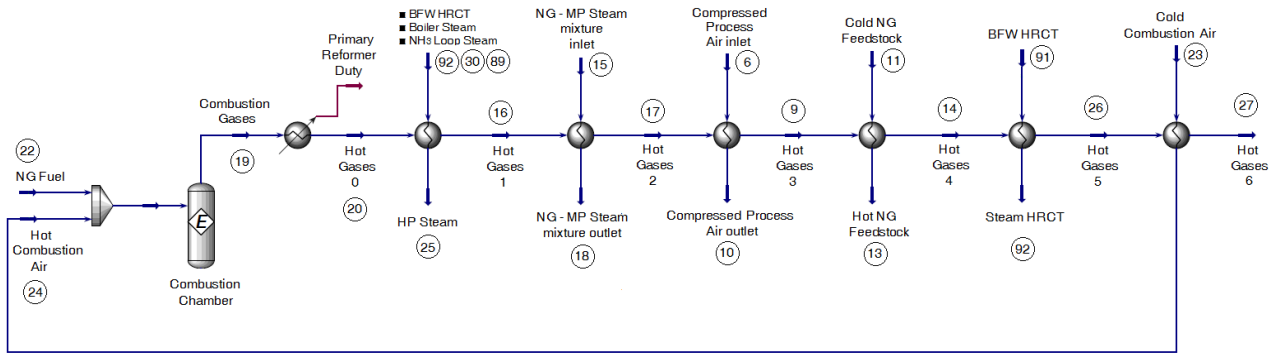 ■ BFW HRCT
■ Boiler Steam
■ NHs Loop Steam
92 30 89
Primary
Reformer
Duty
NG - MP Steam
mixture
inlet
15
Compressed
Process
Air inlet
6
Cold NG
Feedstock
11
BFW HRCT
91
Cold
Combustion Air
23
Combustion
Gases
19
22
NG Fuel
Hot
Combustion
Air
24
E
Combustion
Chamber
Hot
Gases
0
20
HP Steam
25
16
Hot
Gases
1
NG - MP Steam
mixture outlet
18
17
Hot
Gases
2
Compressed Process
Air outlet
10
9
Hot
Gases
3
Hot NG
Feedstock
13
14
Hot
Gases
4
Steam HRCT
92
26
Hot
Gases
5
27
Hot
Gases
6